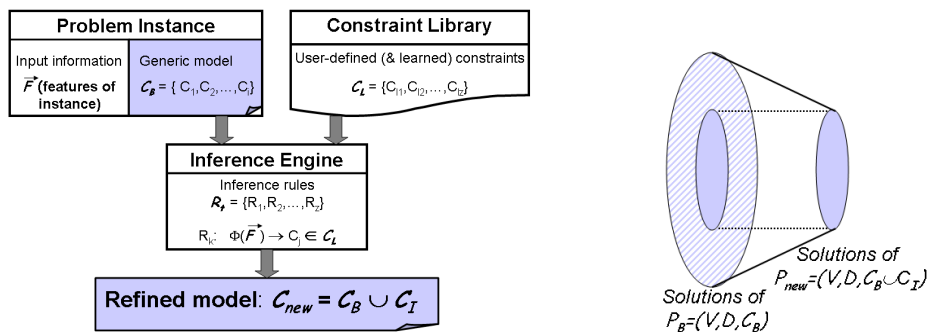 Problem Instance
Input information
F (features of
instance)
Generic model
C_B = { C_1,C_2,…,C_i}
Constraint Library
User-defined (& learned) constraints
C_L = {C_l1,C_l2,…,C_lz}
Inference Engine
Inference rules
R_t = {R_1,R_2,…,R_z}
R_k: Φ(F) → C_j ∈ C_L
Refined model: C_new = C_B ∪ C_I
Solutions of
P_B=(V,D,C_B)
Solutions of
P_new=(V,D,C_B∪C_I)